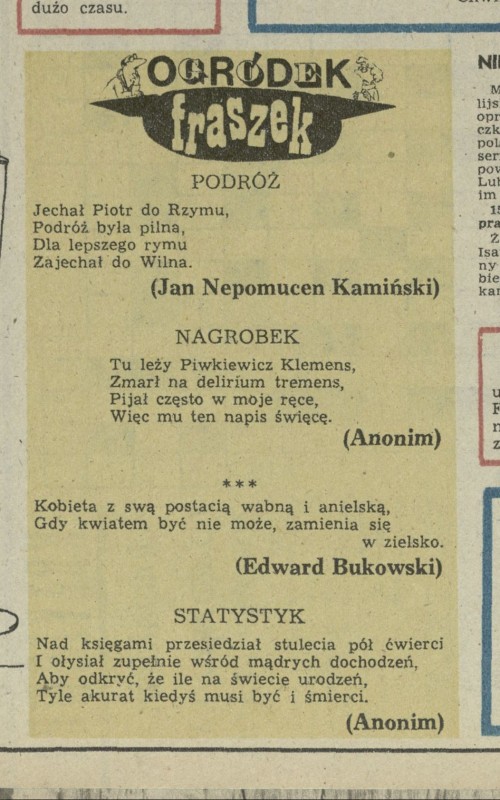 dużo czasu.
OGRÓDEK
fraszek
PODRÓŻ
Jechał Piotr do Rzymu,
Podróż była pilna,
Dla lepszego rymu
Zajechał do Wilna.
(Jan Nepomucen Kamiński)
NAGROBEK
Tu leży Piwkiewicz Klemens,
Zmarł na delirium tremens,
Pijał często w moje ręce,
Więc mu ten napis święcę.
(Anonim)
***
Kobieta z swą postacią wabną i anielską,
Gdy kwiatem być nie może, zamienia się
w zielsko.
(Edward Bukowski)
STATYSTYK
Nad księgami przesiedział stulecia pół ćwierci
I ołysiał zupełnie wśród mądrych dochodzeń,
Aby odkryć, że ile na świecie urodzeń,
Tyle akurat kiedyś musi być i śmierci.
(Anonim)